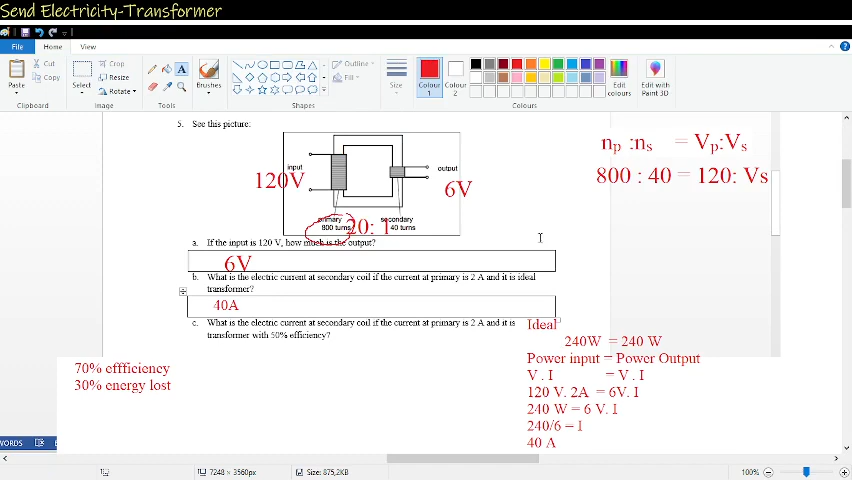 Send Electricity-Transformer
File Home View
Paste Cut Copy Clipboard
Select Crop Resize Rotate Image
A Tools
Brushes
Outline Fill Shapes
Size
Colour 1 Colour 2 Edit colours Edit with Paint 3D Colours
5. See this picture:
input 120V
output 6V
primary 800 turns
20: 1
secondary 40 turns
np :ns = Vp:Vs
800 : 40 = 120: Vs
a. If the input is 120 V, how much is the output?
6V
b. What is the electric current at secondary coil if the current at primary is 2 A and it is ideal
transformer?
40A
c. What is the electric current at secondary coil if the current at primary is 2 A and it is
transformer with 50% efficiency?
70% effficiency
30% energy lost
Ideal
240W = 240 W
Power input = Power Output
V . I = V . I
120 V. 2A = 6V. I
240 W = 6 V. I
240/6 = I
40 A
WORDS
7248 × 3560px Size: 875,2KB 100%